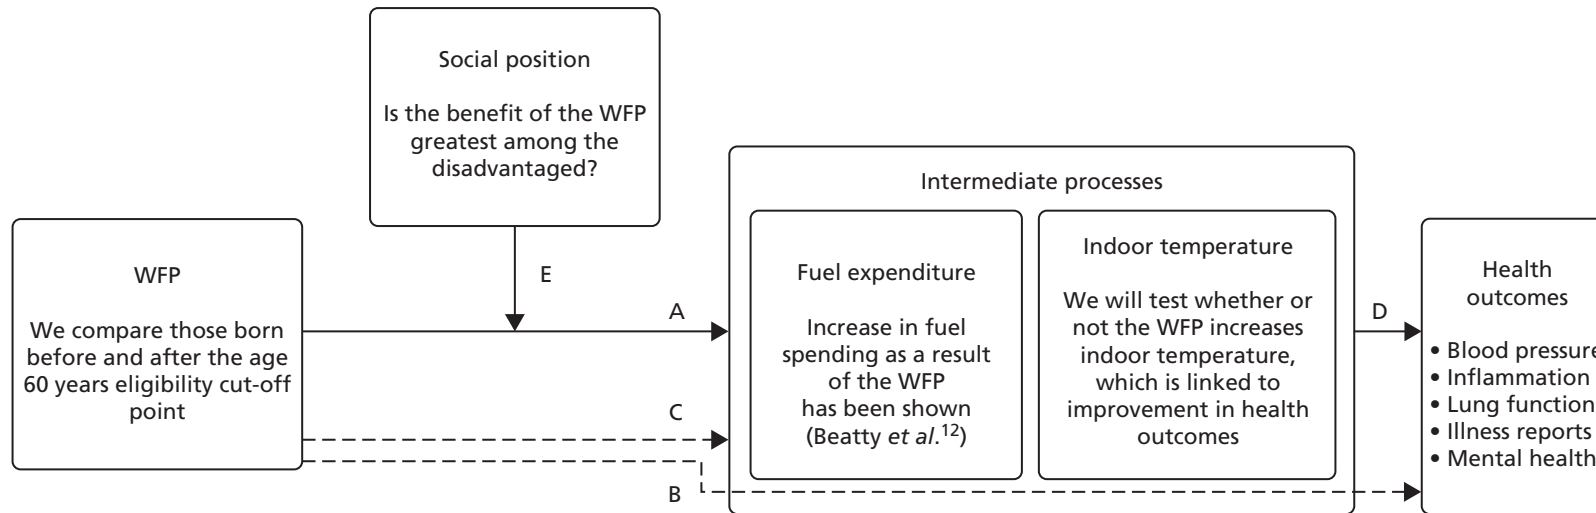 Social position
Is the benefit of the WFP
greatest among the
disadvantaged?
E
WFP
We compare those born
before and after the age
60 years eligibility cut-off
point
A
C
B
Intermediate processes
Fuel expenditure
Increase in fuel
spending as a result
of the WFP
has been shown
(Beatty et al.12)
Indoor temperature
We will test whether or
not the WFP increases
indoor temperature,
which is linked to
improvement in health
outcomes
D
Health
outcomes
• Blood pressure
• Inflammation
• Lung function
• Illness reports
• Mental health